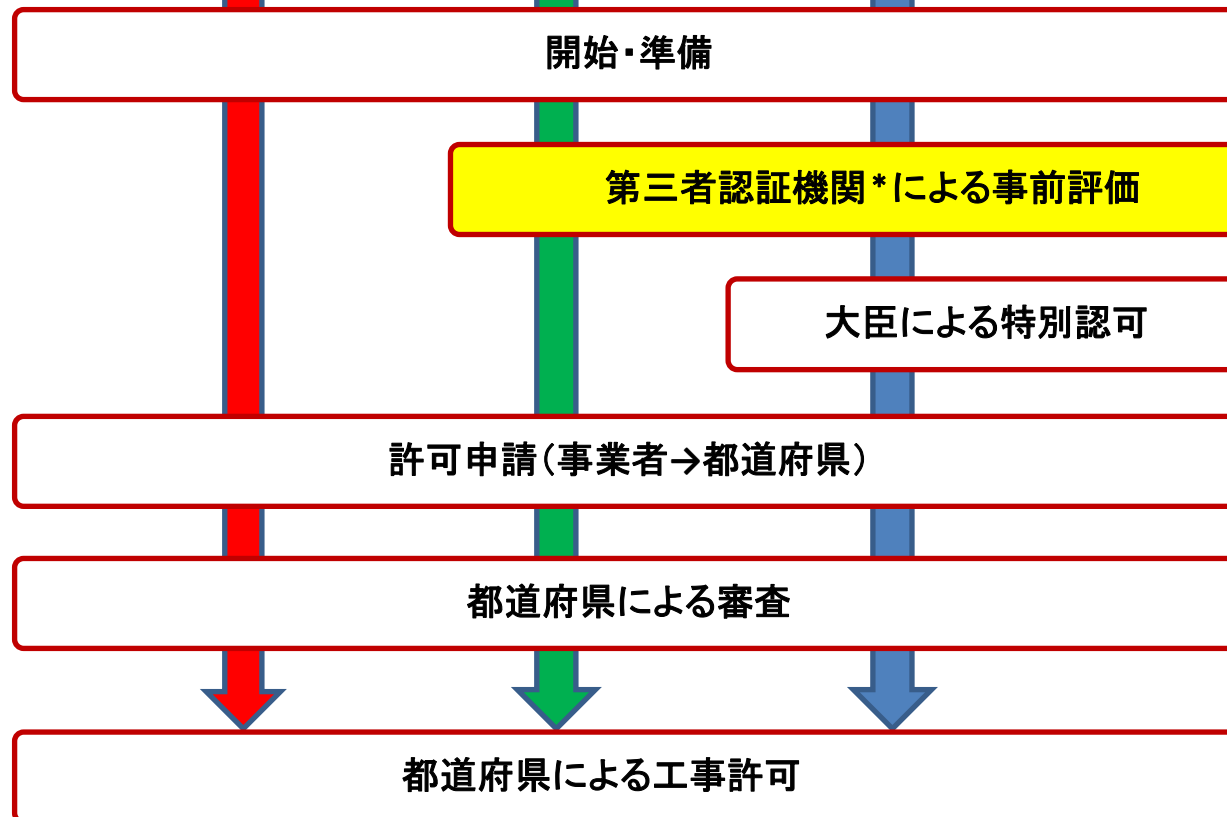 開始・準備
第三者認証機関*による事前評価
大臣による特別認可
許可申請(事業者→都道府県)
都道府県による審査
都道府県による工事許可